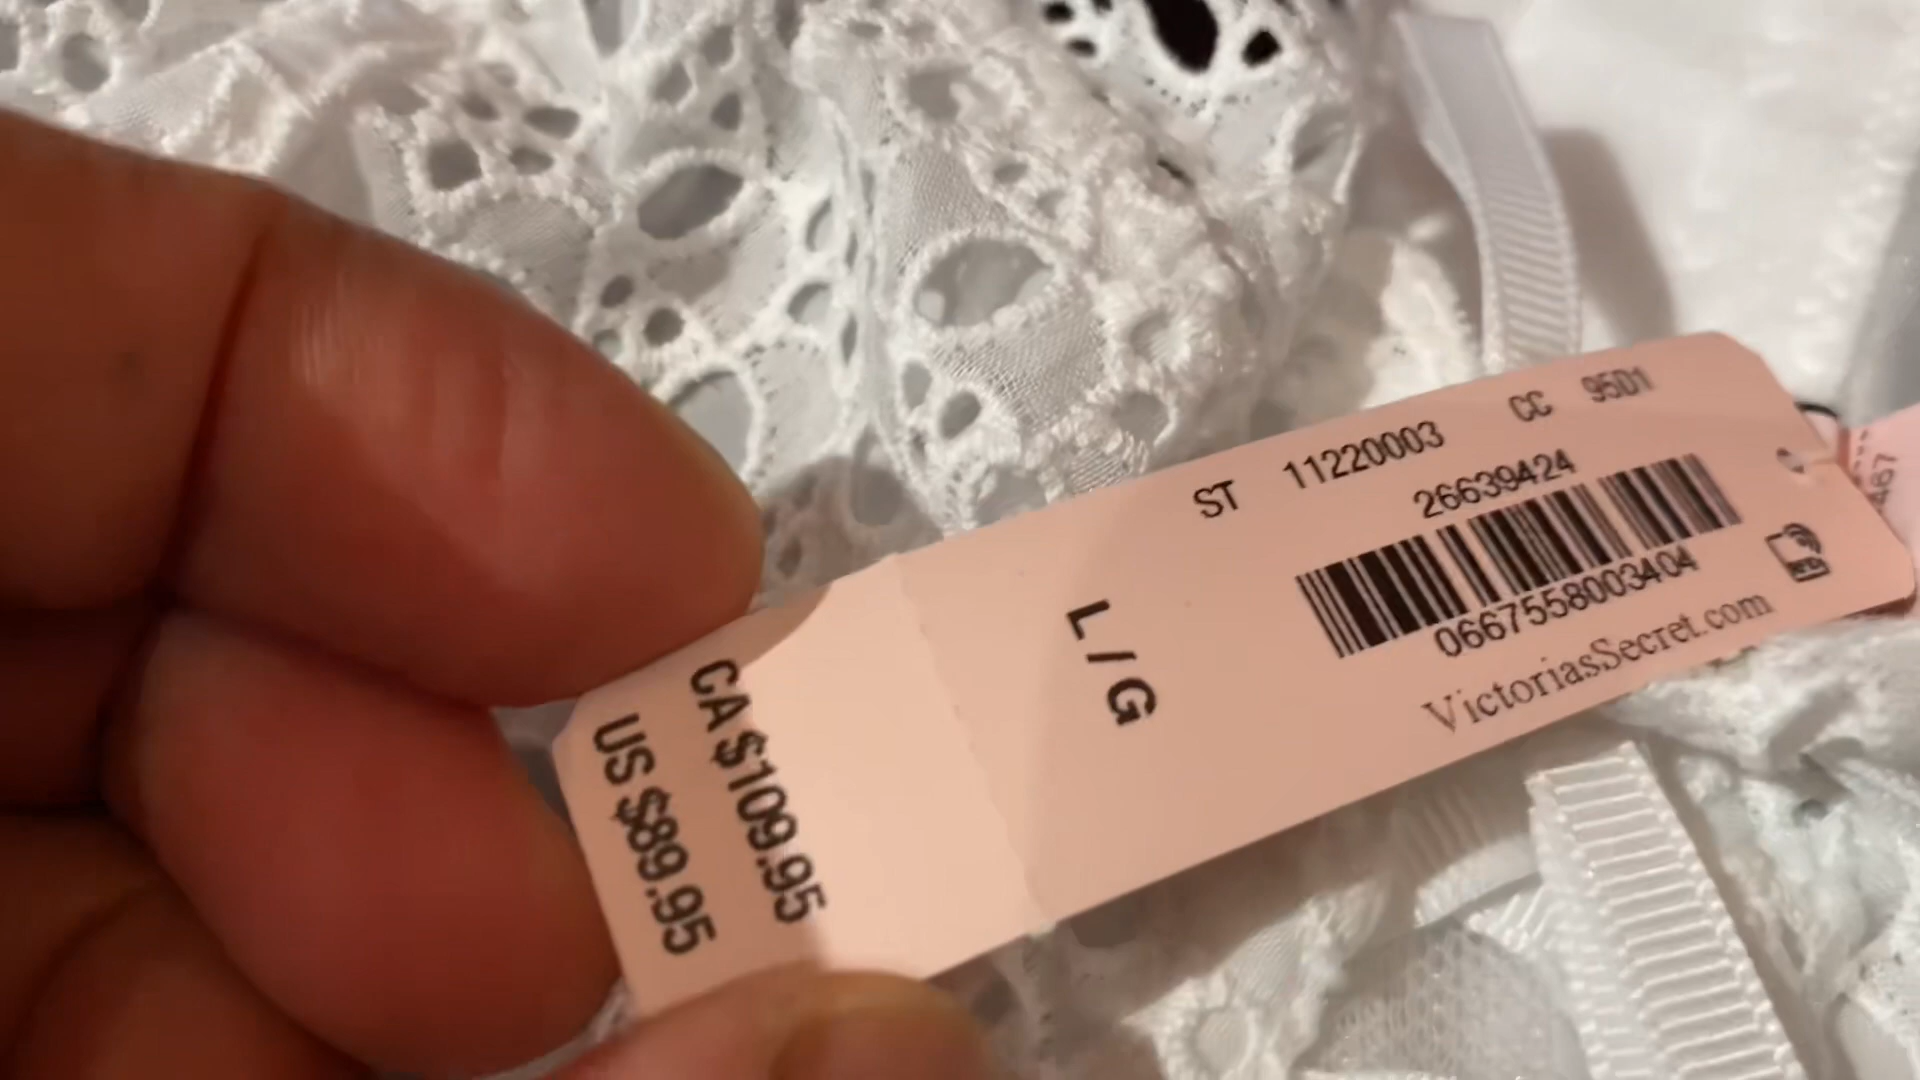 ST 11220003 CC 95D1
26639424
0667558003404
VictoriasSecret.com
L/G
CA $109.95
US $89.95